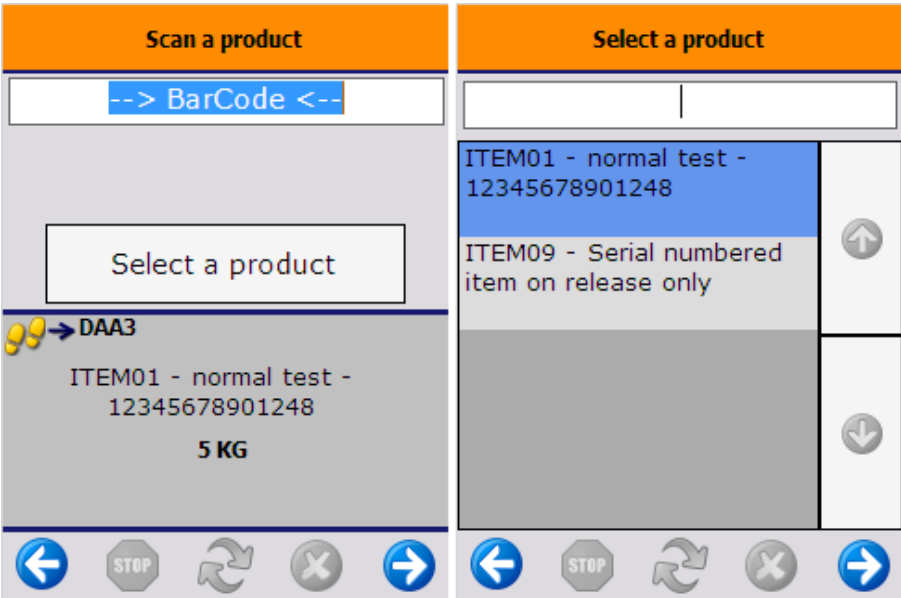 Scan a product
--> BarCode <--
Select a product
DAA3
ITEM01 - normal test -
12345678901248
5 KG
STOP
Select a product
ITEM01 - normal test -
12345678901248
ITEM09 - Serial numbered
item on release only
STOP